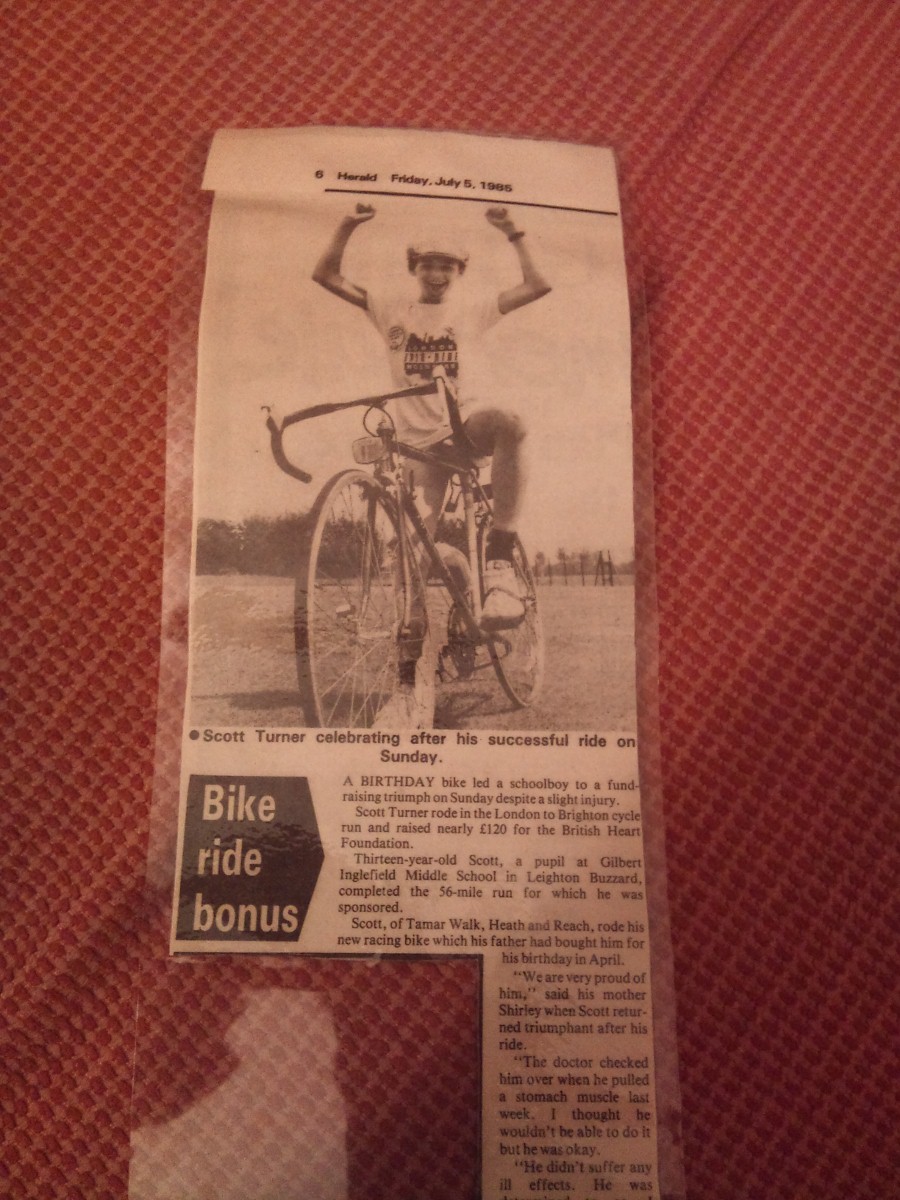 6 Herald Friday, July 5, 1985
LONDON
● Scott Turner celebrating after his successful ride on
Sunday.
Bike
ride
bonus
A BIRTHDAY bike led a schoolboy to a fund-
raising triumph on Sunday despite a slight injury.
Scott Turner rode in the London to Brighton cycle
run and raised nearly £120 for the British Heart
Foundation.
Thirteen-year-old Scott, a pupil at Gilbert
Inglefield Middle School in Leighton Buzzard,
completed the 56-mile run for which he was
sponsored.
Scott, of Tamar Walk, Heath and Reach, rode his
new racing bike which his father had bought him for
his birthday in April.
"We are very proud of
him," said his mother
Shirley when Scott retur-
ned triumphant after his
ride.
"The doctor checked
him over when he pulled
a stomach muscle last
week. I thought he
wouldn't be able to do it
but he was okay.
"He didn't suffer any
ill effects. He was